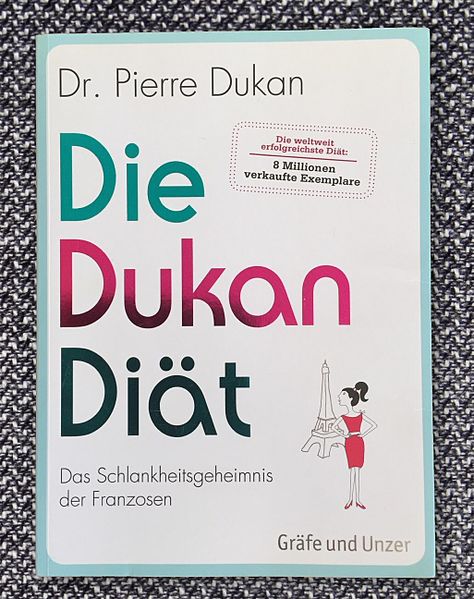 Dr. Pierre Dukan
Die weltweit
erfolgreichste Diät:
8 Millionen
verkaufte Exemplare
Die
Dukan
Diät
Das Schlankheitsgeheimnis
der Franzosen
Gräfe und Unzer